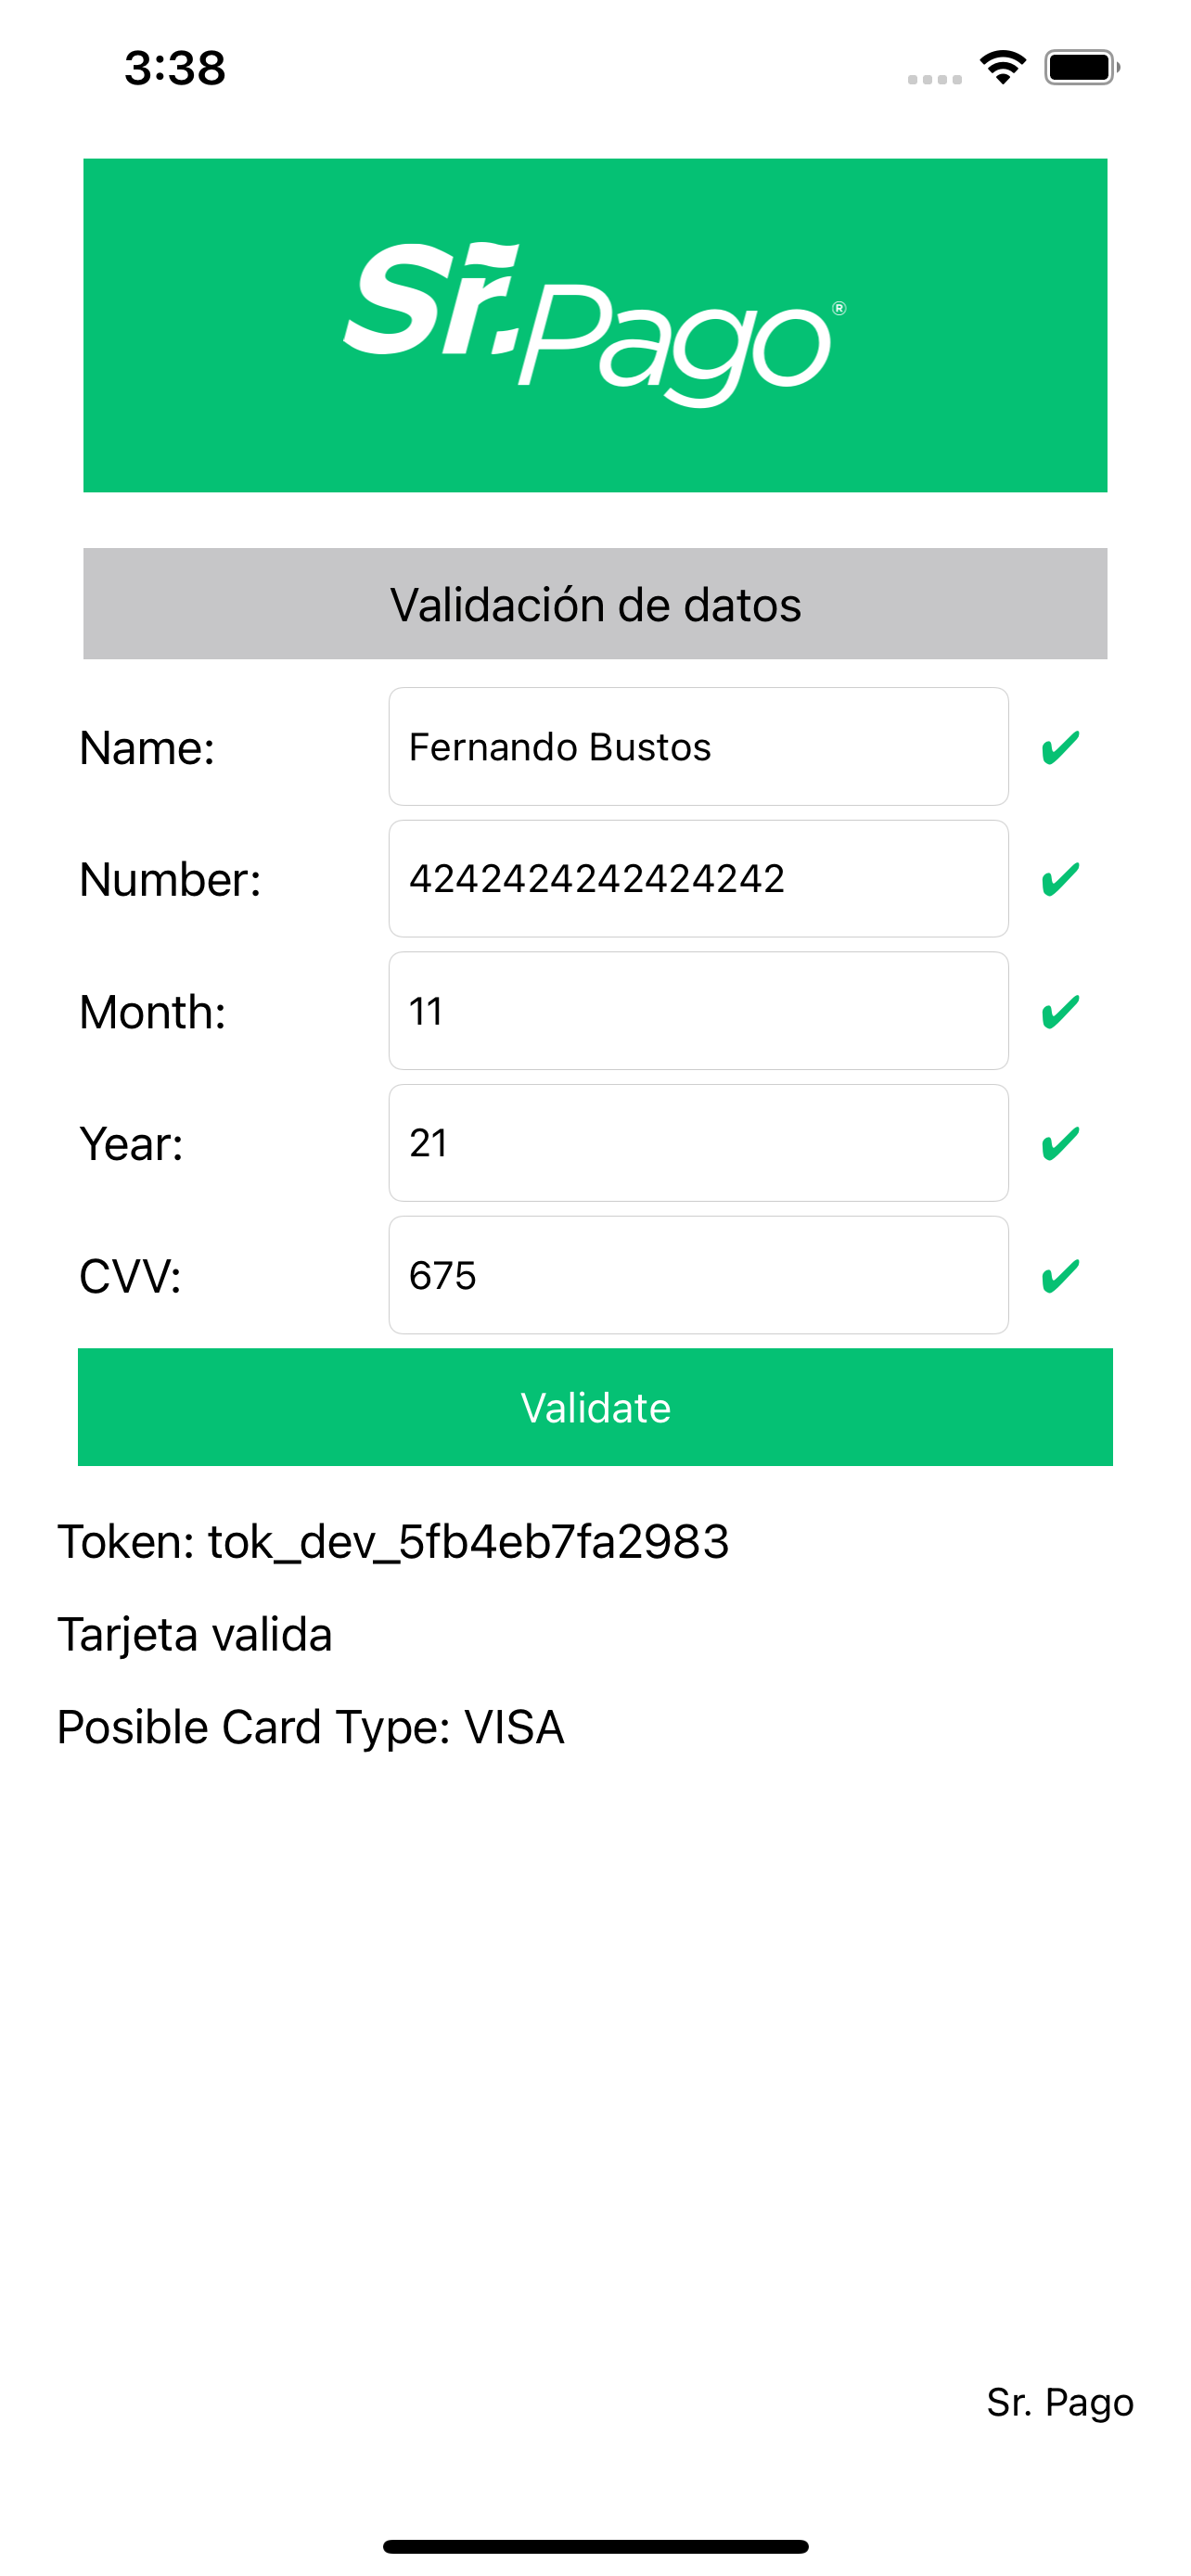 3:38
Sr.Pago®
Validación de datos
Name: Fernando Bustos ✔
Number: 4242424242424242 ✔
Month: 11 ✔
Year: 21 ✔
CVV: 675 ✔
Validate
Token: tok_dev_5fb4eb7fa2983
Tarjeta valida
Posible Card Type: VISA
Sr. Pago